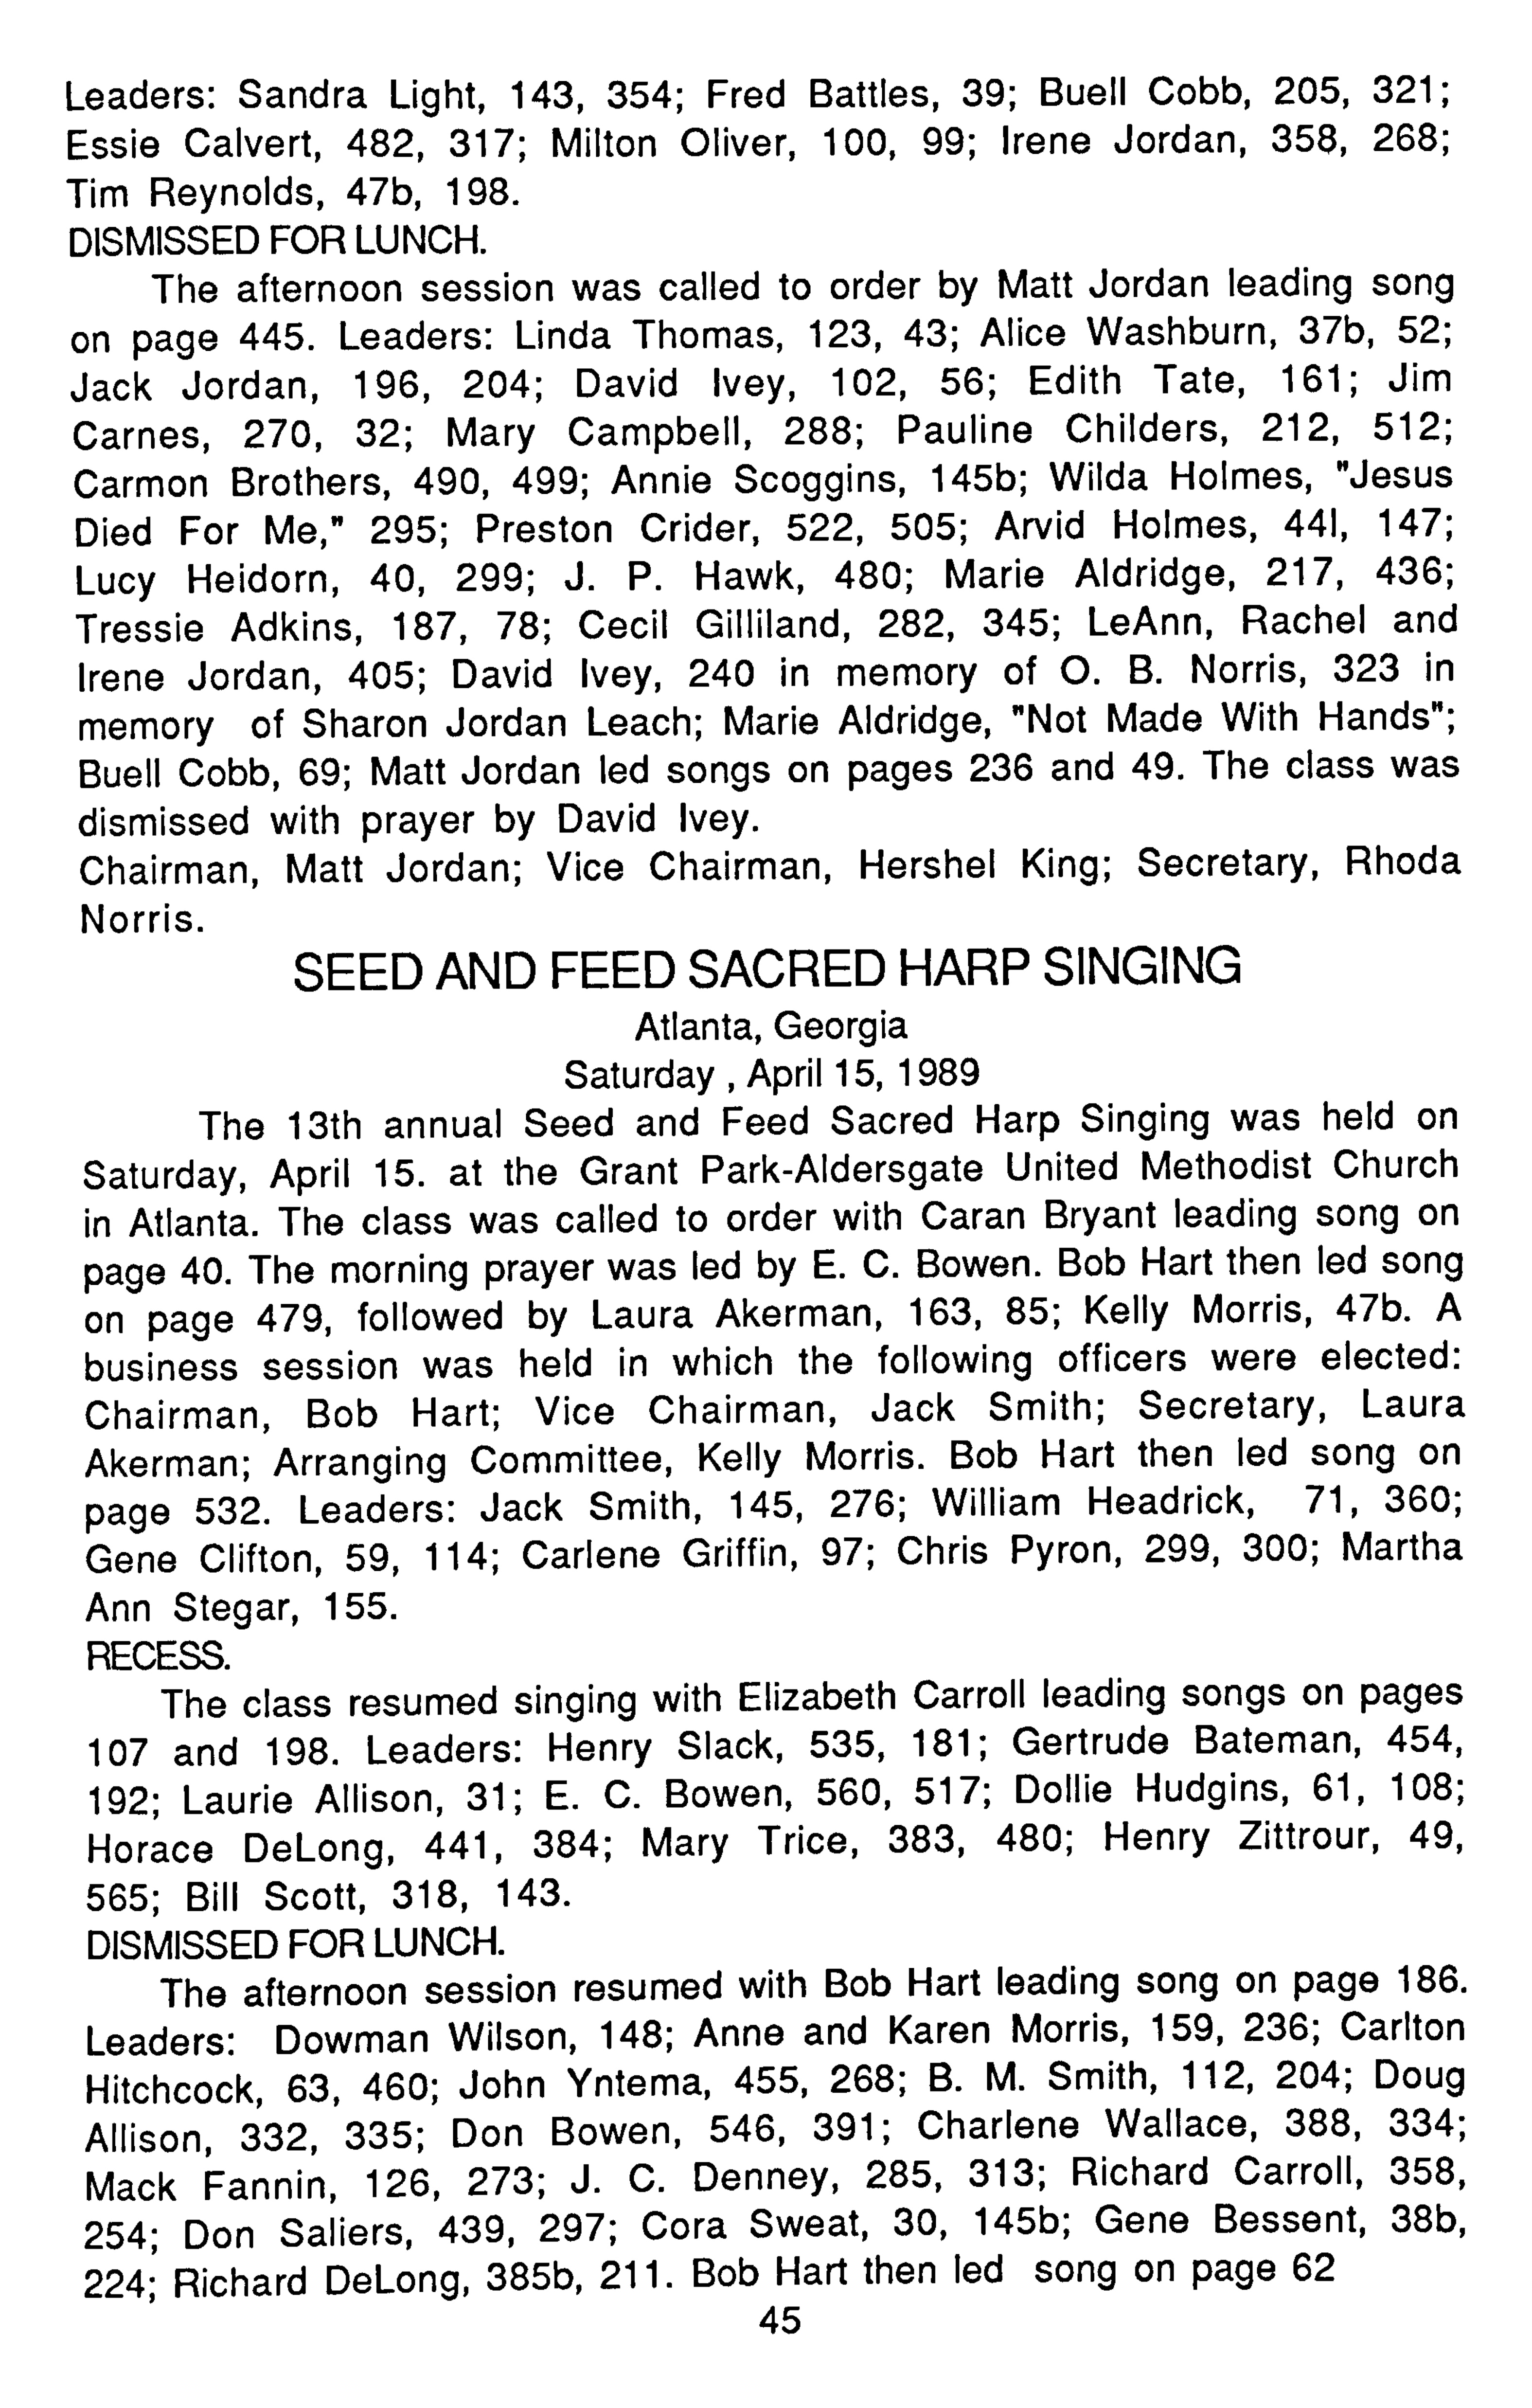 Leaders: Sandra Light, 143, 354; Fred Battles, 39; Buell Cobb, 205, 321;
Essie Calvert, 482, 317; Milton Oliver, 100, 99; Irene Jordan, 358, 268;
Tim Reynolds, 47b, 198.
DISMISSED FOR LUNCH.
The afternoon session was called to order by Matt Jordan leading song
on page 445. Leaders: Linda Thomas, 123, 43; Alice Washburn, 37b, 52;
Jack Jordan, 196, 204; David Ivey, 102, 56; Edith Tate, 161; Jim
Carnes, 270, 32; Mary Campbell, 288; Pauline Childers, 212, 512;
Carmon Brothers, 490, 499; Annie Scoggins, 145b; Wilda Holmes, "Jesus
Died For Me," 295; Preston Crider, 522, 505; Arvid Holmes, 44l, 147;
Lucy Heidorn, 40, 299; J. P. Hawk, 480; Marie Aldridge, 217, 436;
Tressie Adkins, 187, 78; Cecil Gilliland, 282, 345; LeAnn, Rachel and
Irene Jordan, 405; David Ivey, 240 in memory of O. B. Norris, 323 in
memory of Sharon Jordan Leach; Marie Aldridge, "Not Made With Hands";
Buell Cobb, 69; Matt Jordan led songs on pages 236 and 49. The class was
dismissed with prayer by David Ivey.
Chairman, Matt Jordan; Vice Chairman, Hershel King; Secretary, Rhoda
Norris.
SEED AND FEED SACRED HARP SINGING
Atlanta, Georgia
Saturday , April 15, 1989
The 13th annual Seed and Feed Sacred Harp Singing was held on
Saturday, April 15. at the Grant Park-Aldersgate United Methodist Church
in Atlanta. The class was called to order with Caran Bryant leading song on
page 40. The morning prayer was led by E. C. Bowen. Bob Hart then led song
on page 479, followed by Laura Akerman, 163, 85; Kelly Morris, 47b. A
business session was held in which the following officers were elected:
Chairman, Bob Hart; Vice Chairman, Jack Smith; Secretary, Laura
Akerman; Arranging Committee, Kelly Morris. Bob Hart then led song on
page 532. Leaders: Jack Smith, 145, 276; William Headrick, 71, 360;
Gene Clifton, 59, 114; Carlene Griffin, 97; Chris Pyron, 299, 300; Martha
Ann Stegar, 155.
RECESS.
The class resumed singing with Elizabeth Carroll leading songs on pages
107 and 198. Leaders: Henry Slack, 535, 181; Gertrude Bateman, 454,
192; Laurie Allison, 31; E. C. Bowen, 560, 517; Dollie Hudgins, 61, 108;
Horace DeLong, 441, 384; Mary Trice, 383, 480; Henry Zittrour, 49,
565; Bill Scott, 318, 143.
DISMISSED FOR LUNCH.
The afternoon session resumed with Bob Hart leading song on page 186.
Leaders: Dowman Wilson, 148; Anne and Karen Morris, 159, 236; Carlton
Hitchcock, 63, 460; John Yntema, 455, 268; B. M. Smith, 112, 204; Doug
Allison, 332, 335; Don Bowen, 546, 391; Charlene Wallace, 388, 334;
Mack Fannin, 126, 273; J. C. Denney, 285, 313; Richard Carroll, 358,
254; Don Saliers, 439, 297; Cora Sweat, 30, 145b; Gene Bessent, 38b,
224; Richard DeLong, 385b, 211. Bob Hart then led song on page 62
45